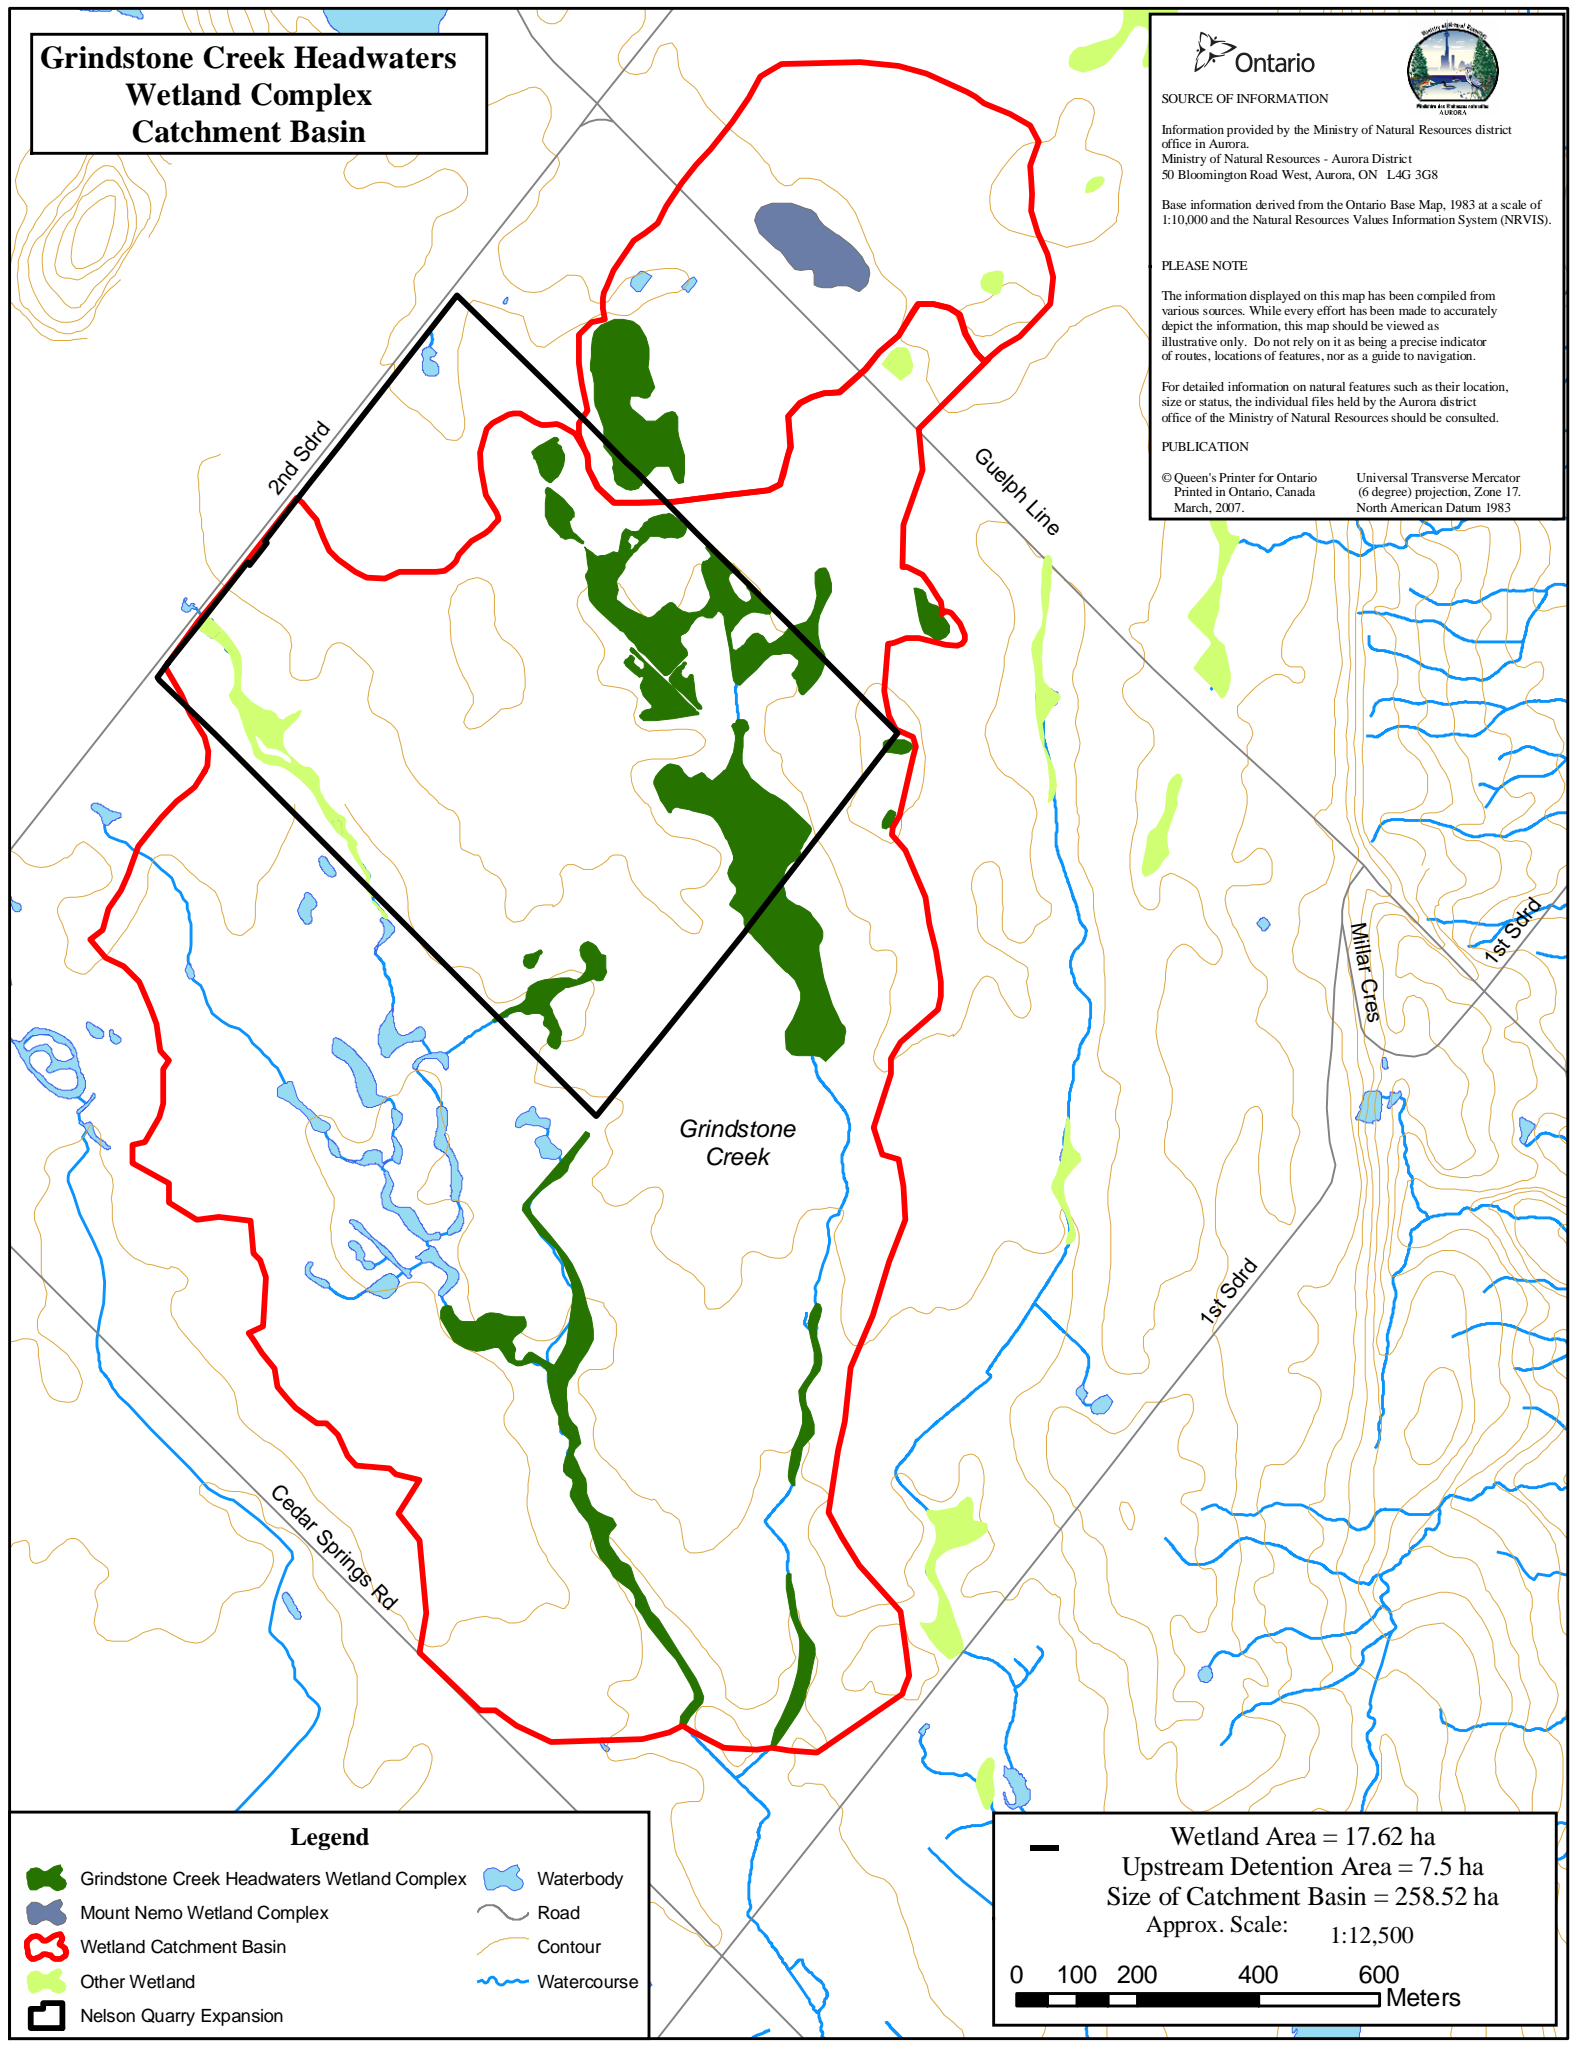 Grindstone Creek Headwaters
Wetland Complex
Catchment Basin
Ontario
AURORA
SOURCE OF INFORMATION
Information provided by the Ministry of Natural Resources district
office in Aurora.
Ministry of Natural Resources - Aurora District
50 Bloomington Road West, Aurora, ON L4G 3G8
Base information derived from the Ontario Base Map, 1983 at a scale of
1:10,000 and the Natural Resources Values Information System (NRVIS).
PLEASE NOTE
The information displayed on this map has been compiled from
various sources. While every effort has been made to accurately
depict the information, this map should be viewed as
illustrative only. Do not rely on it as being a precise indicator
of routes, locations of features, nor as a guide to navigation.
For detailed information on natural features such as their location,
size or status, the individual files held by the Aurora district
office of the Ministry of Natural Resources should be consulted.
PUBLICATION
© Queen's Printer for Ontario
Printed in Ontario, Canada
March, 2007.
Universal Transverse Mercator
(6 degree) projection, Zone 17.
North American Datum 1983
2nd Sdrd
Guelph Line
Millar Cres
1st Sdrd
Grindstone
Creek
1st Sdrd
Cedar Springs Rd
Legend
Grindstone Creek Headwaters Wetland Complex
Mount Nemo Wetland Complex
Wetland Catchment Basin
Other Wetland
Nelson Quarry Expansion
Waterbody
Road
Contour
Watercourse
Wetland Area = 17.62 ha
Upstream Detention Area = 7.5 ha
Size of Catchment Basin = 258.52 ha
Approx. Scale: 1:12,500
0 100 200 400 600
Meters